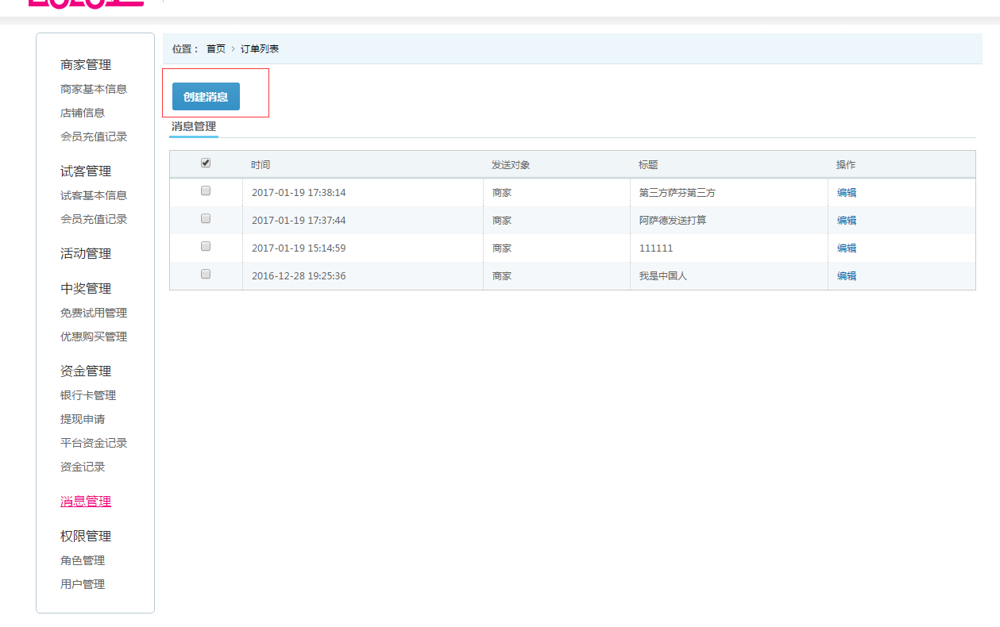 商家管理
商家基本信息
店铺信息
会员充值记录
试客管理
试客基本信息
会员充值记录
活动管理
中奖管理
免费试用管理
优惠购买管理
资金管理
银行卡管理
提现申请
平台资金记录
资金记录
消息管理
权限管理
角色管理
用户管理
位置： 首页 > 订单列表
创建消息
消息管理
时间 发送对象 标题 操作
2017-01-19 17:38:14 商家 第三方萨芬第三方 编辑
2017-01-19 17:37:44 商家 阿萨德发送打算 编辑
2017-01-19 15:14:59 商家 111111 编辑
2016-12-28 19:25:36 商家 我是中国人 编辑